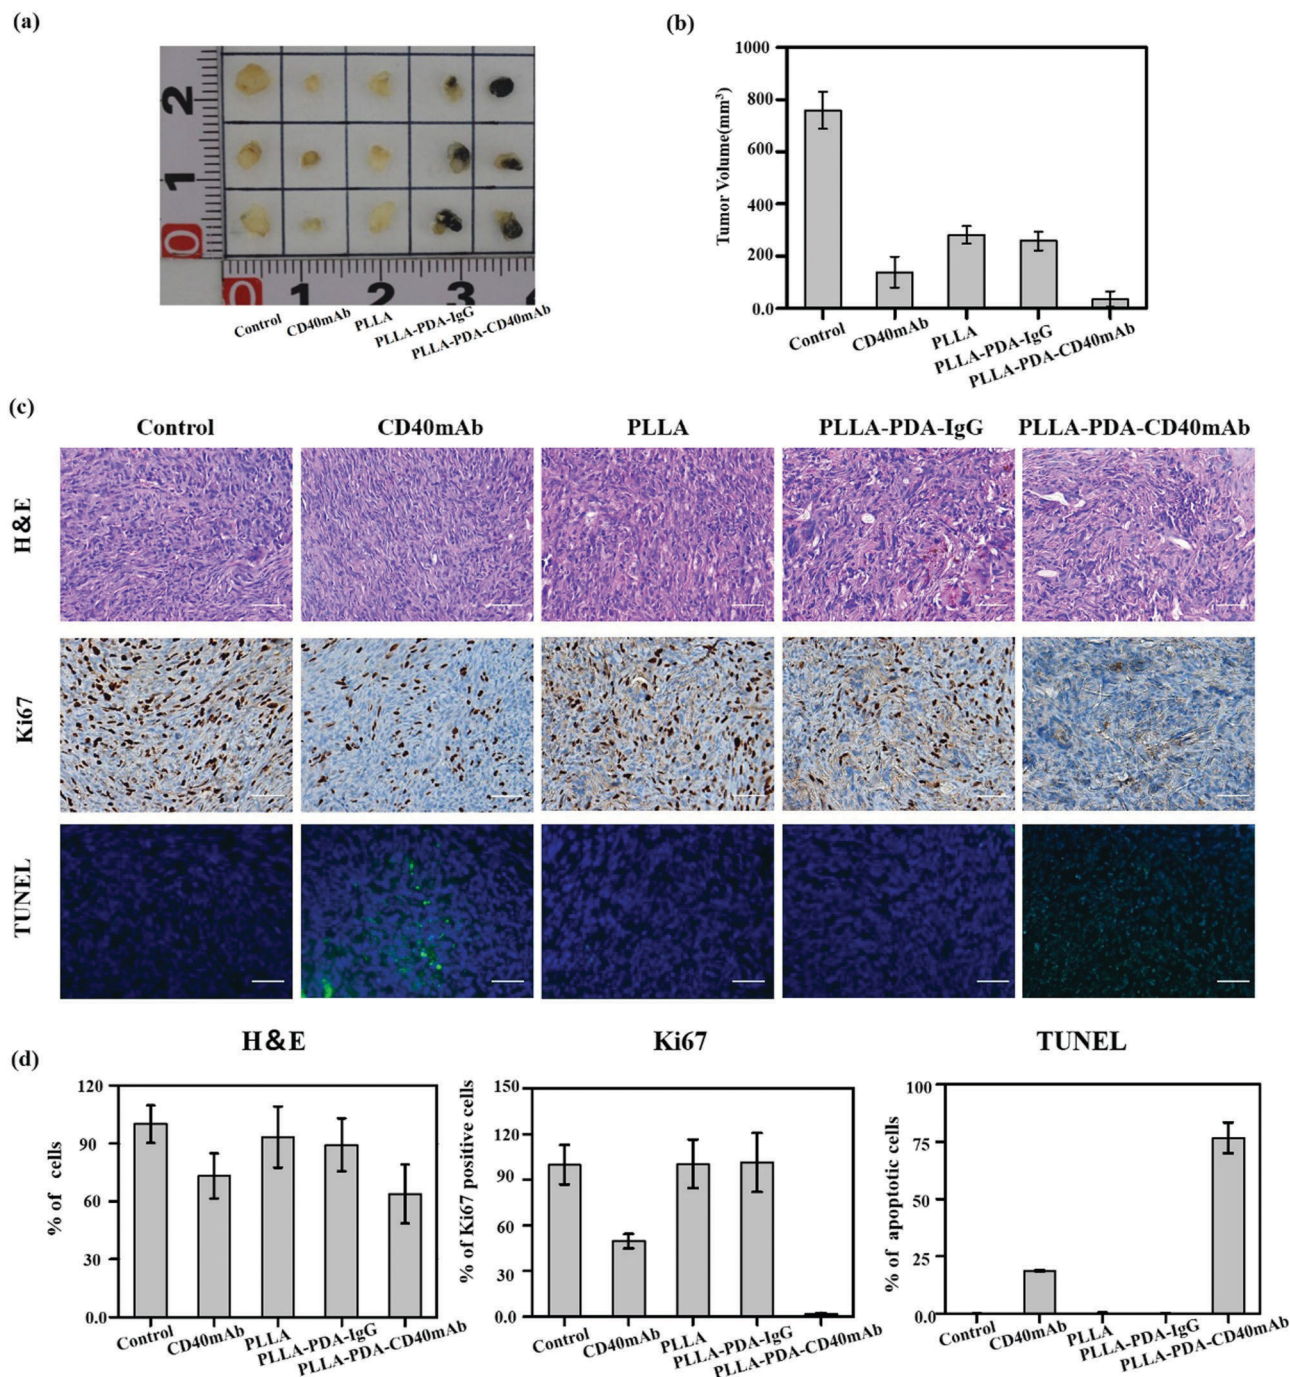 (a)
2
1
0
0
1
2
3
4
Control
CD40mAb
PLLA
PLLA-PDA-IgG
PLLA-PDA-CD40mAb
(b)
Tumor Volume(mm³)
1000
800
600
400
200
0.0
Control
CD40mAb
PLLA
PLLA-PDA-IgG
PLLA-PDA-CD40mAb
(c)
Control
CD40mAb
PLLA
PLLA-PDA-IgG
PLLA-PDA-CD40mAb
H&E
Ki67
TUNEL
(d)
H&E
% of cells
120
90
60
30
0.0
Control
CD40mAb
PLLA
PLLA-PDA-IgG
PLLA-PDA-CD40mAb
Ki67
% of Ki67 positive cells
150
120
90
60
30
0.0
Control
CD40mAb
PLLA
PLLA-PDA-IgG
PLLA-PDA-CD40mAb
TUNEL
% of apoptotic cells
100
75
50
25
0.0
Control
CD40mAb
PLLA
PLLA-PDA-IgG
PLLA-PDA-CD40mAb